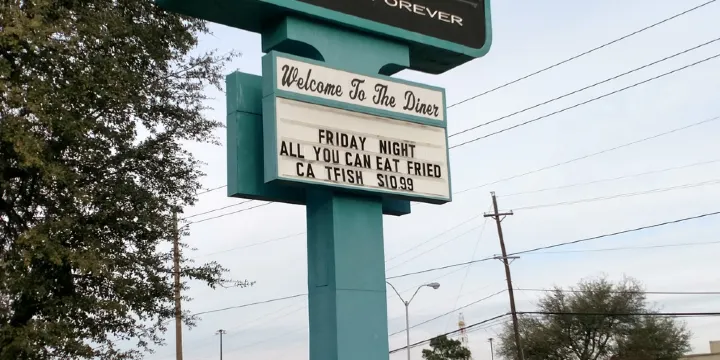 FOREVER
Welcome To The Diner
FRIDAY NIGHT
ALL YOU CAN EAT FRIED
CA TFISH $10.99